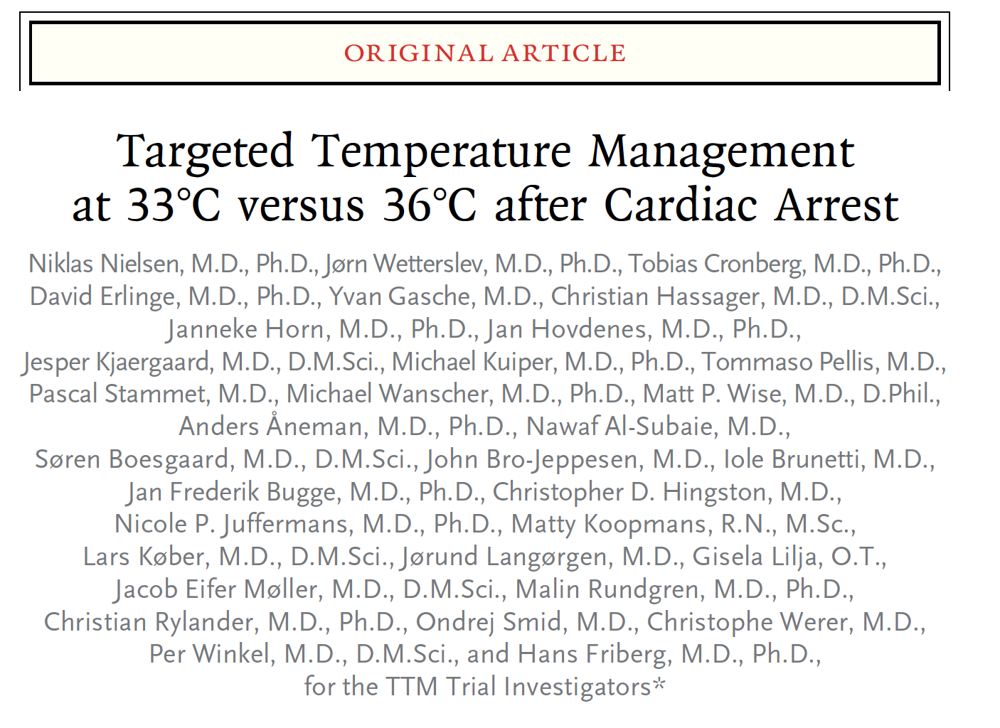 ORIGINAL ARTICLE
Targeted Temperature Management
at 33°C versus 36°C after Cardiac Arrest
Niklas Nielsen, M.D., Ph.D., Jørn Wetterslev, M.D., Ph.D., Tobias Cronberg, M.D., Ph.D.,
David Erlinge, M.D., Ph.D., Yvan Gasche, M.D., Christian Hassager, M.D., D.M.Sci.,
Janneke Horn, M.D., Ph.D., Jan Hovdenes, M.D., Ph.D.,
Jesper Kjaergaard, M.D., D.M.Sci., Michael Kuiper, M.D., Ph.D., Tommaso Pellis, M.D.,
Pascal Stammet, M.D., Michael Wanscher, M.D., Ph.D., Matt P. Wise, M.D., D.Phil.,
Anders Åneman, M.D., Ph.D., Nawaf Al-Subaie, M.D.,
Søren Boesgaard, M.D., D.M.Sci., John Bro-Jeppesen, M.D., Iole Brunetti, M.D.,
Jan Frederik Bugge, M.D., Ph.D., Christopher D. Hingston, M.D.,
Nicole P. Juffermans, M.D., Ph.D., Matty Koopmans, R.N., M.Sc.,
Lars Køber, M.D., D.M.Sci., Jørund Langørgen, M.D., Gisela Lilja, O.T.,
Jacob Eifer Møller, M.D., D.M.Sci., Malin Rundgren, M.D., Ph.D.,
Christian Rylander, M.D., Ph.D., Ondrej Smid, M.D., Christophe Werer, M.D.,
Per Winkel, M.D., D.M.Sci., and Hans Friberg, M.D., Ph.D.,
for the TTM Trial Investigators*